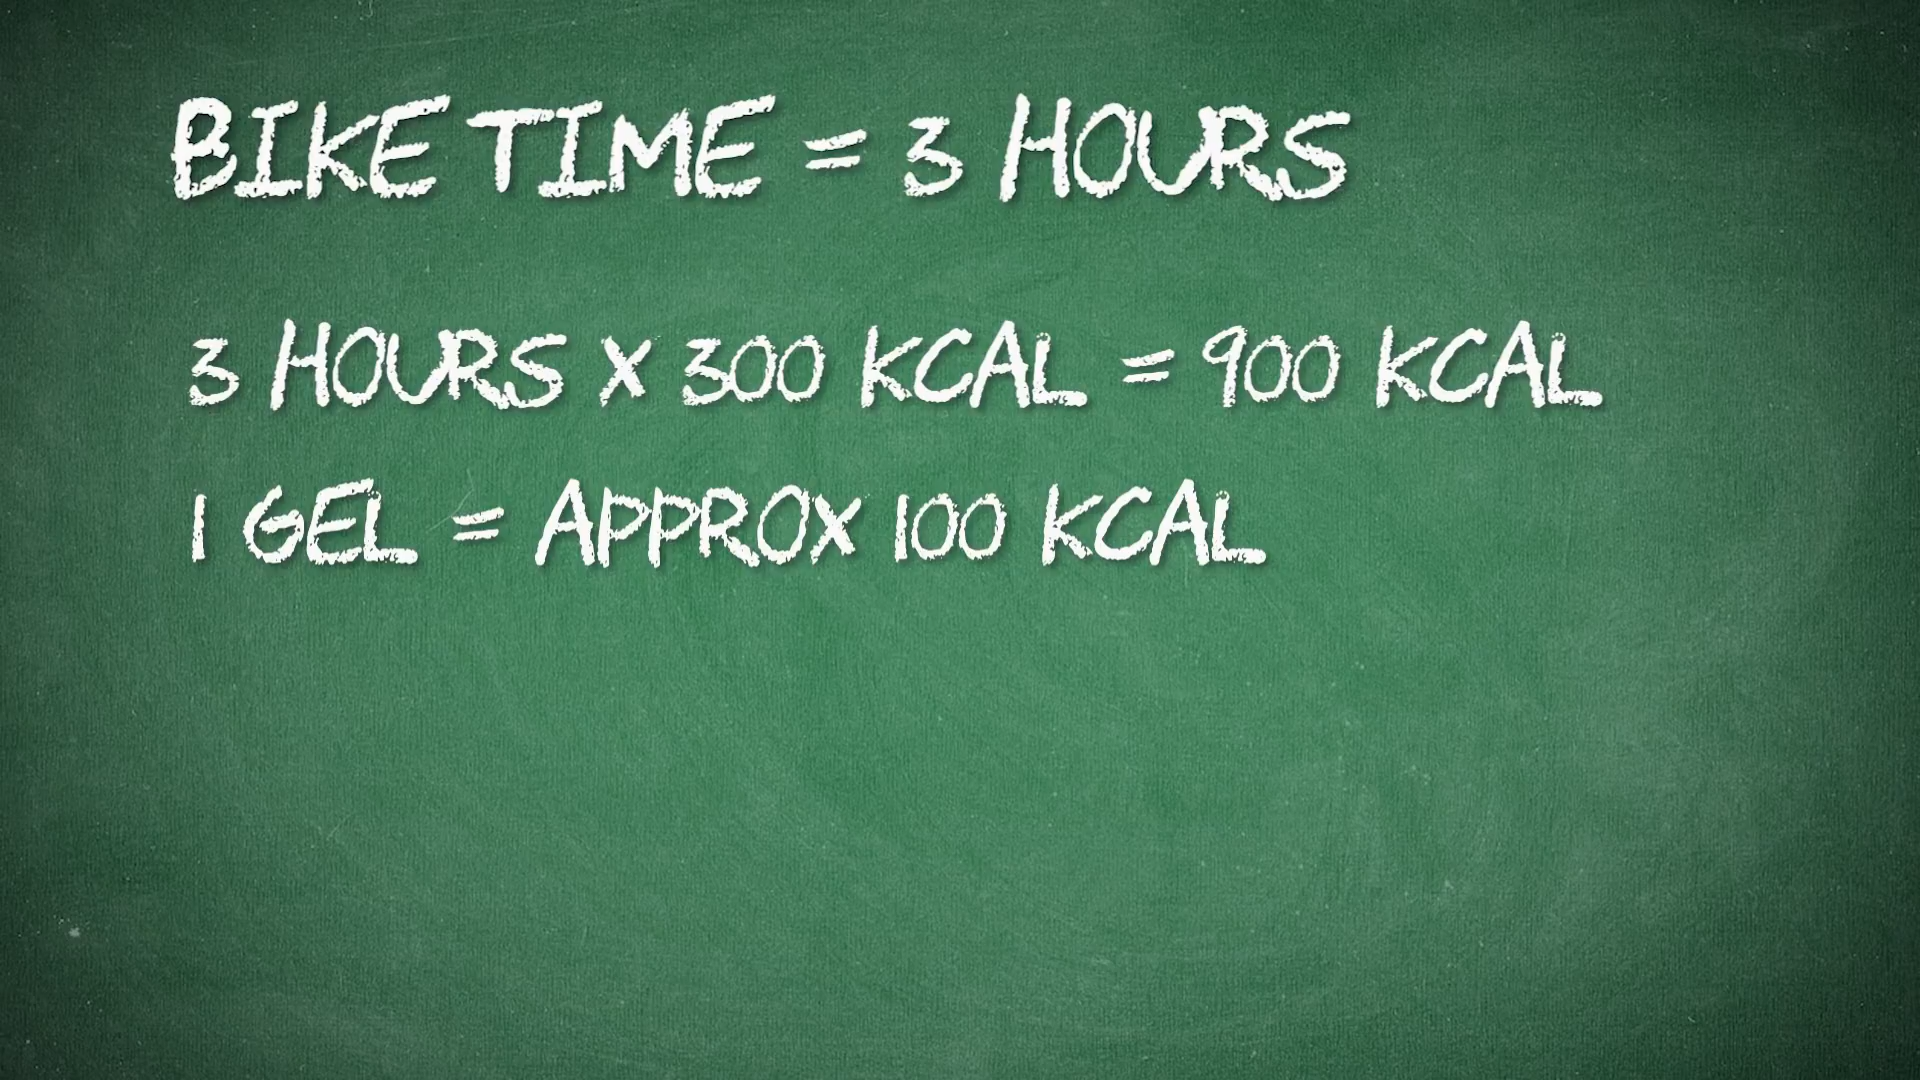 BIKE TIME = 3 HOURS
3 HOURS X 300 KCAL = 900 KCAL
1 GEL = APPROX 100 KCAL